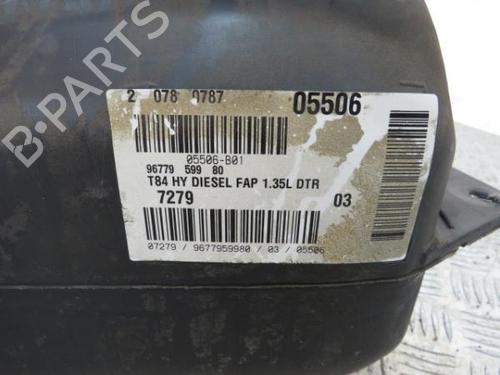 2 078 0787 05506
05506-B01
96779 599 80
T84 HY DIESEL FAP 1.35L DTR
7279 03
07279 / 9677959980 / 03 / 05506
B-PARTS